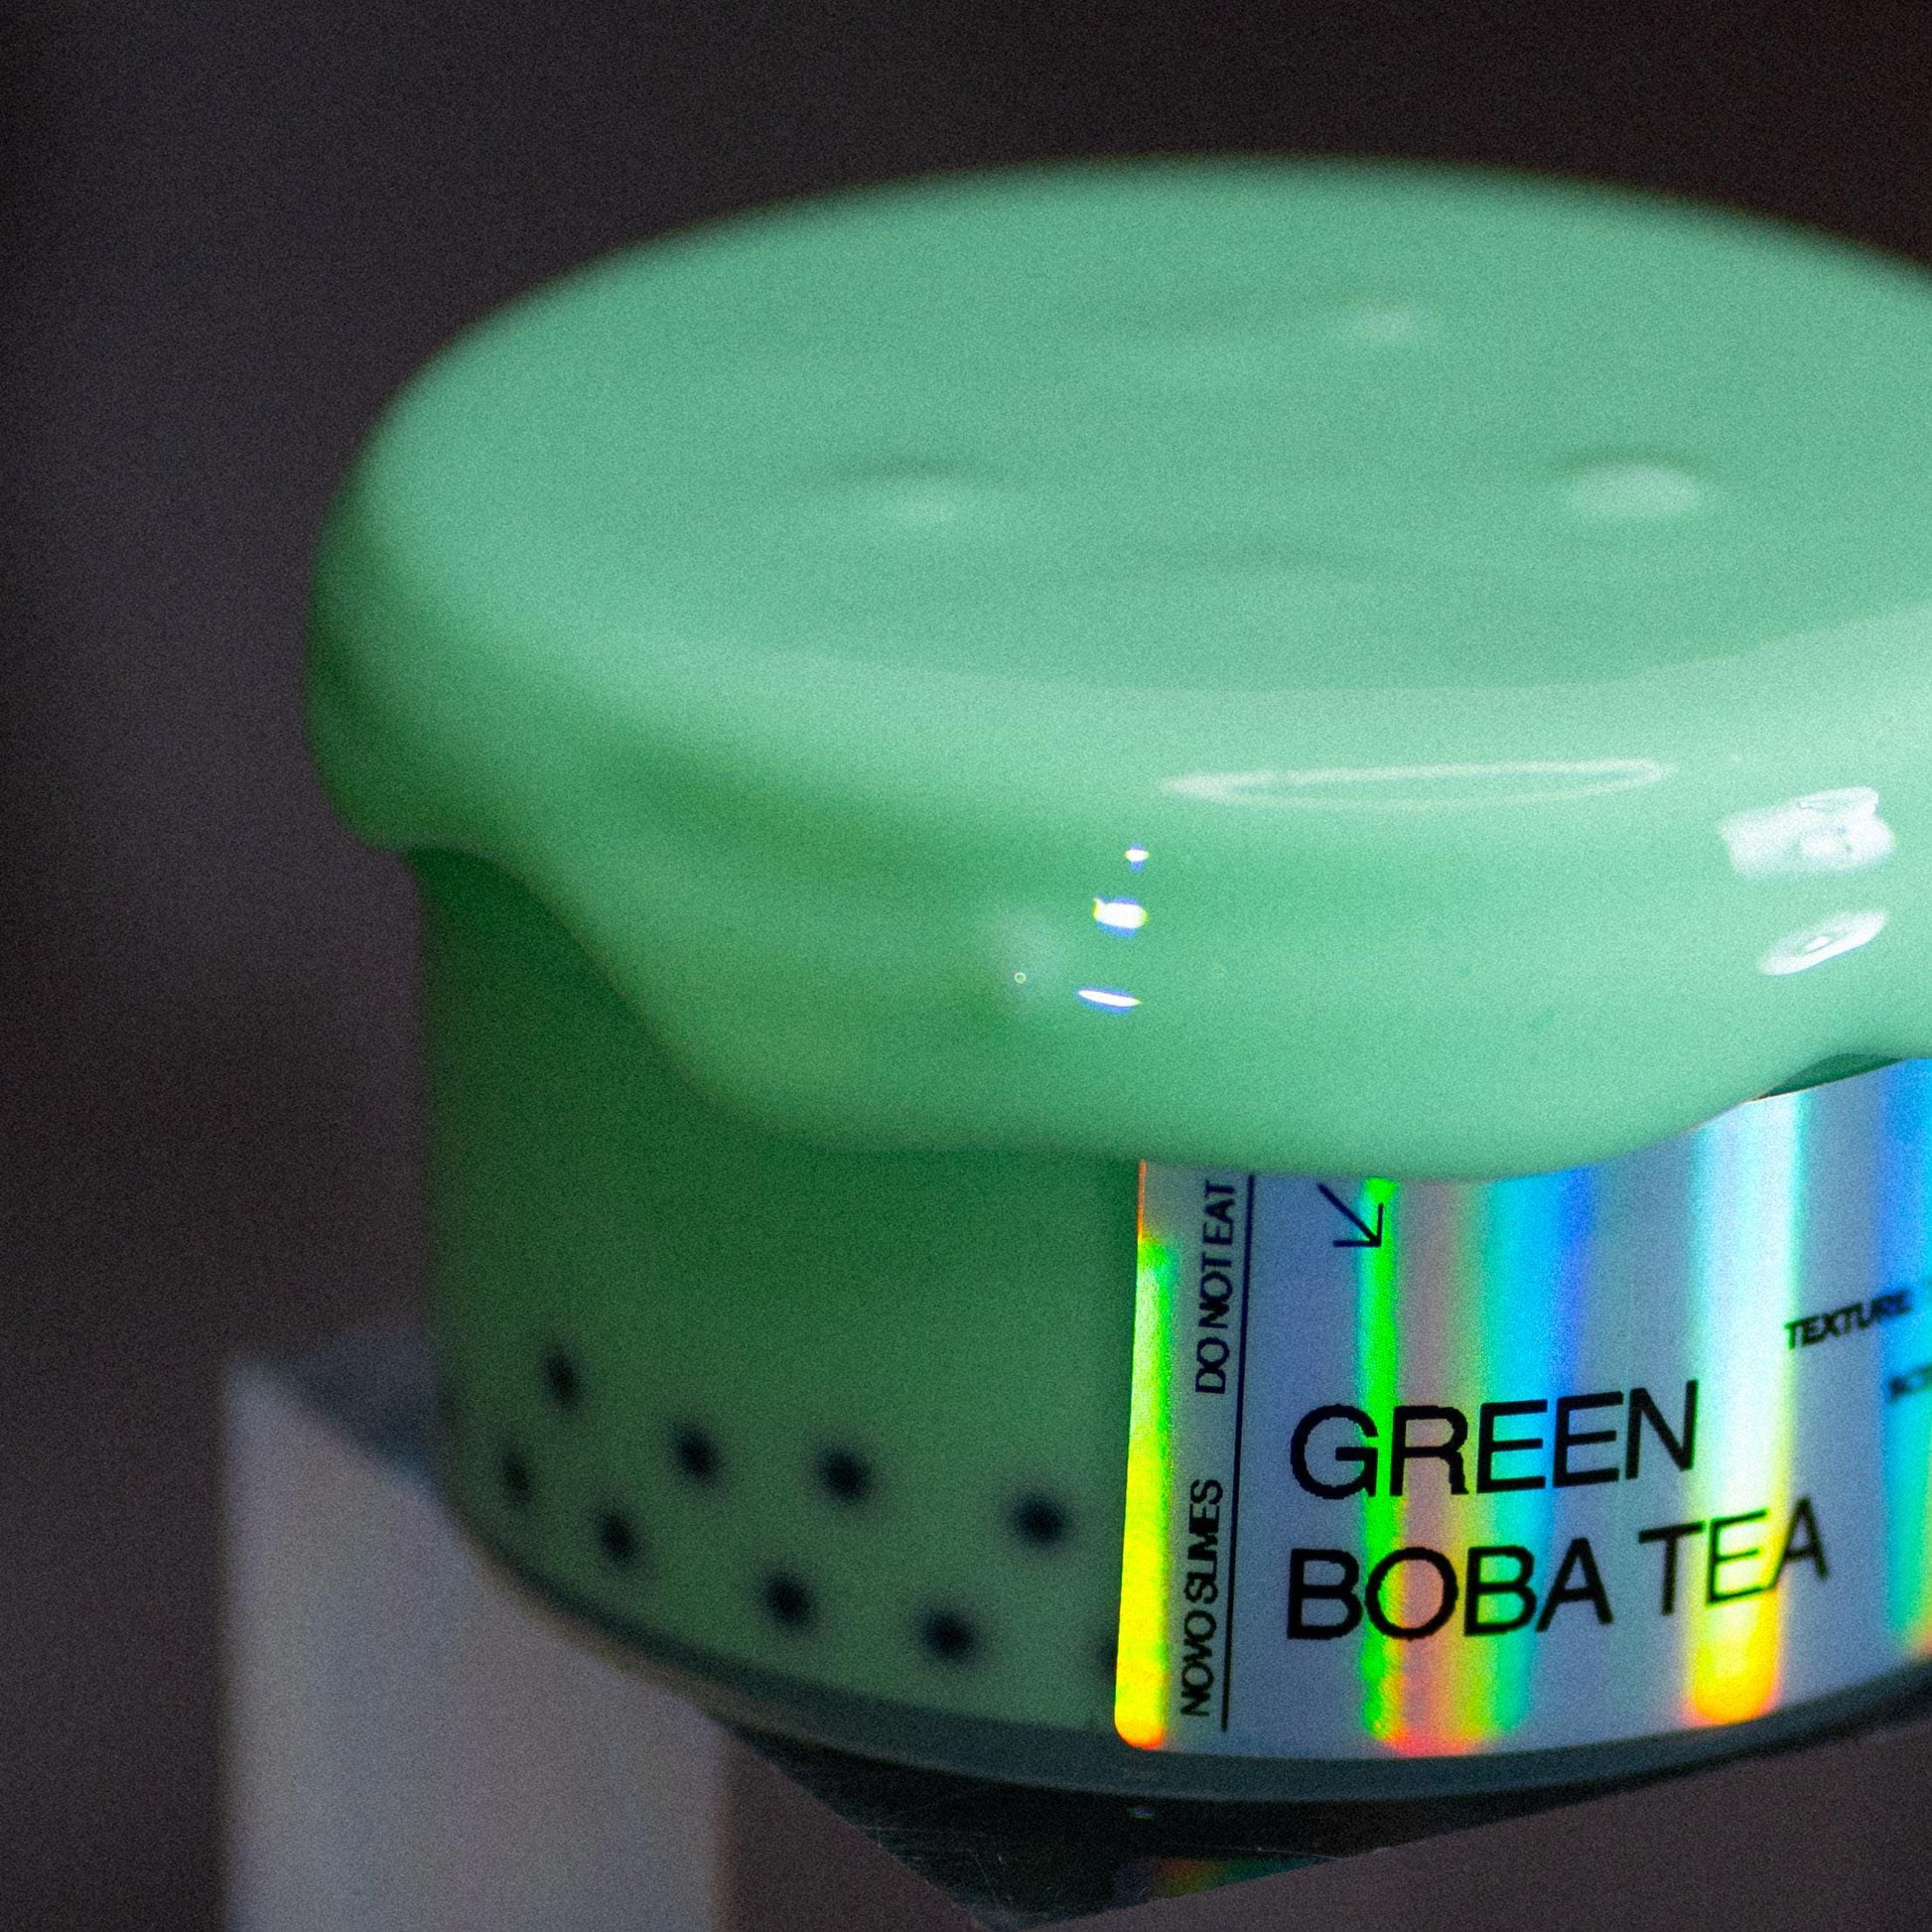 NOVO SLIMES DO NOT EAT
TEXTURE
GREEN
BOBA TEA